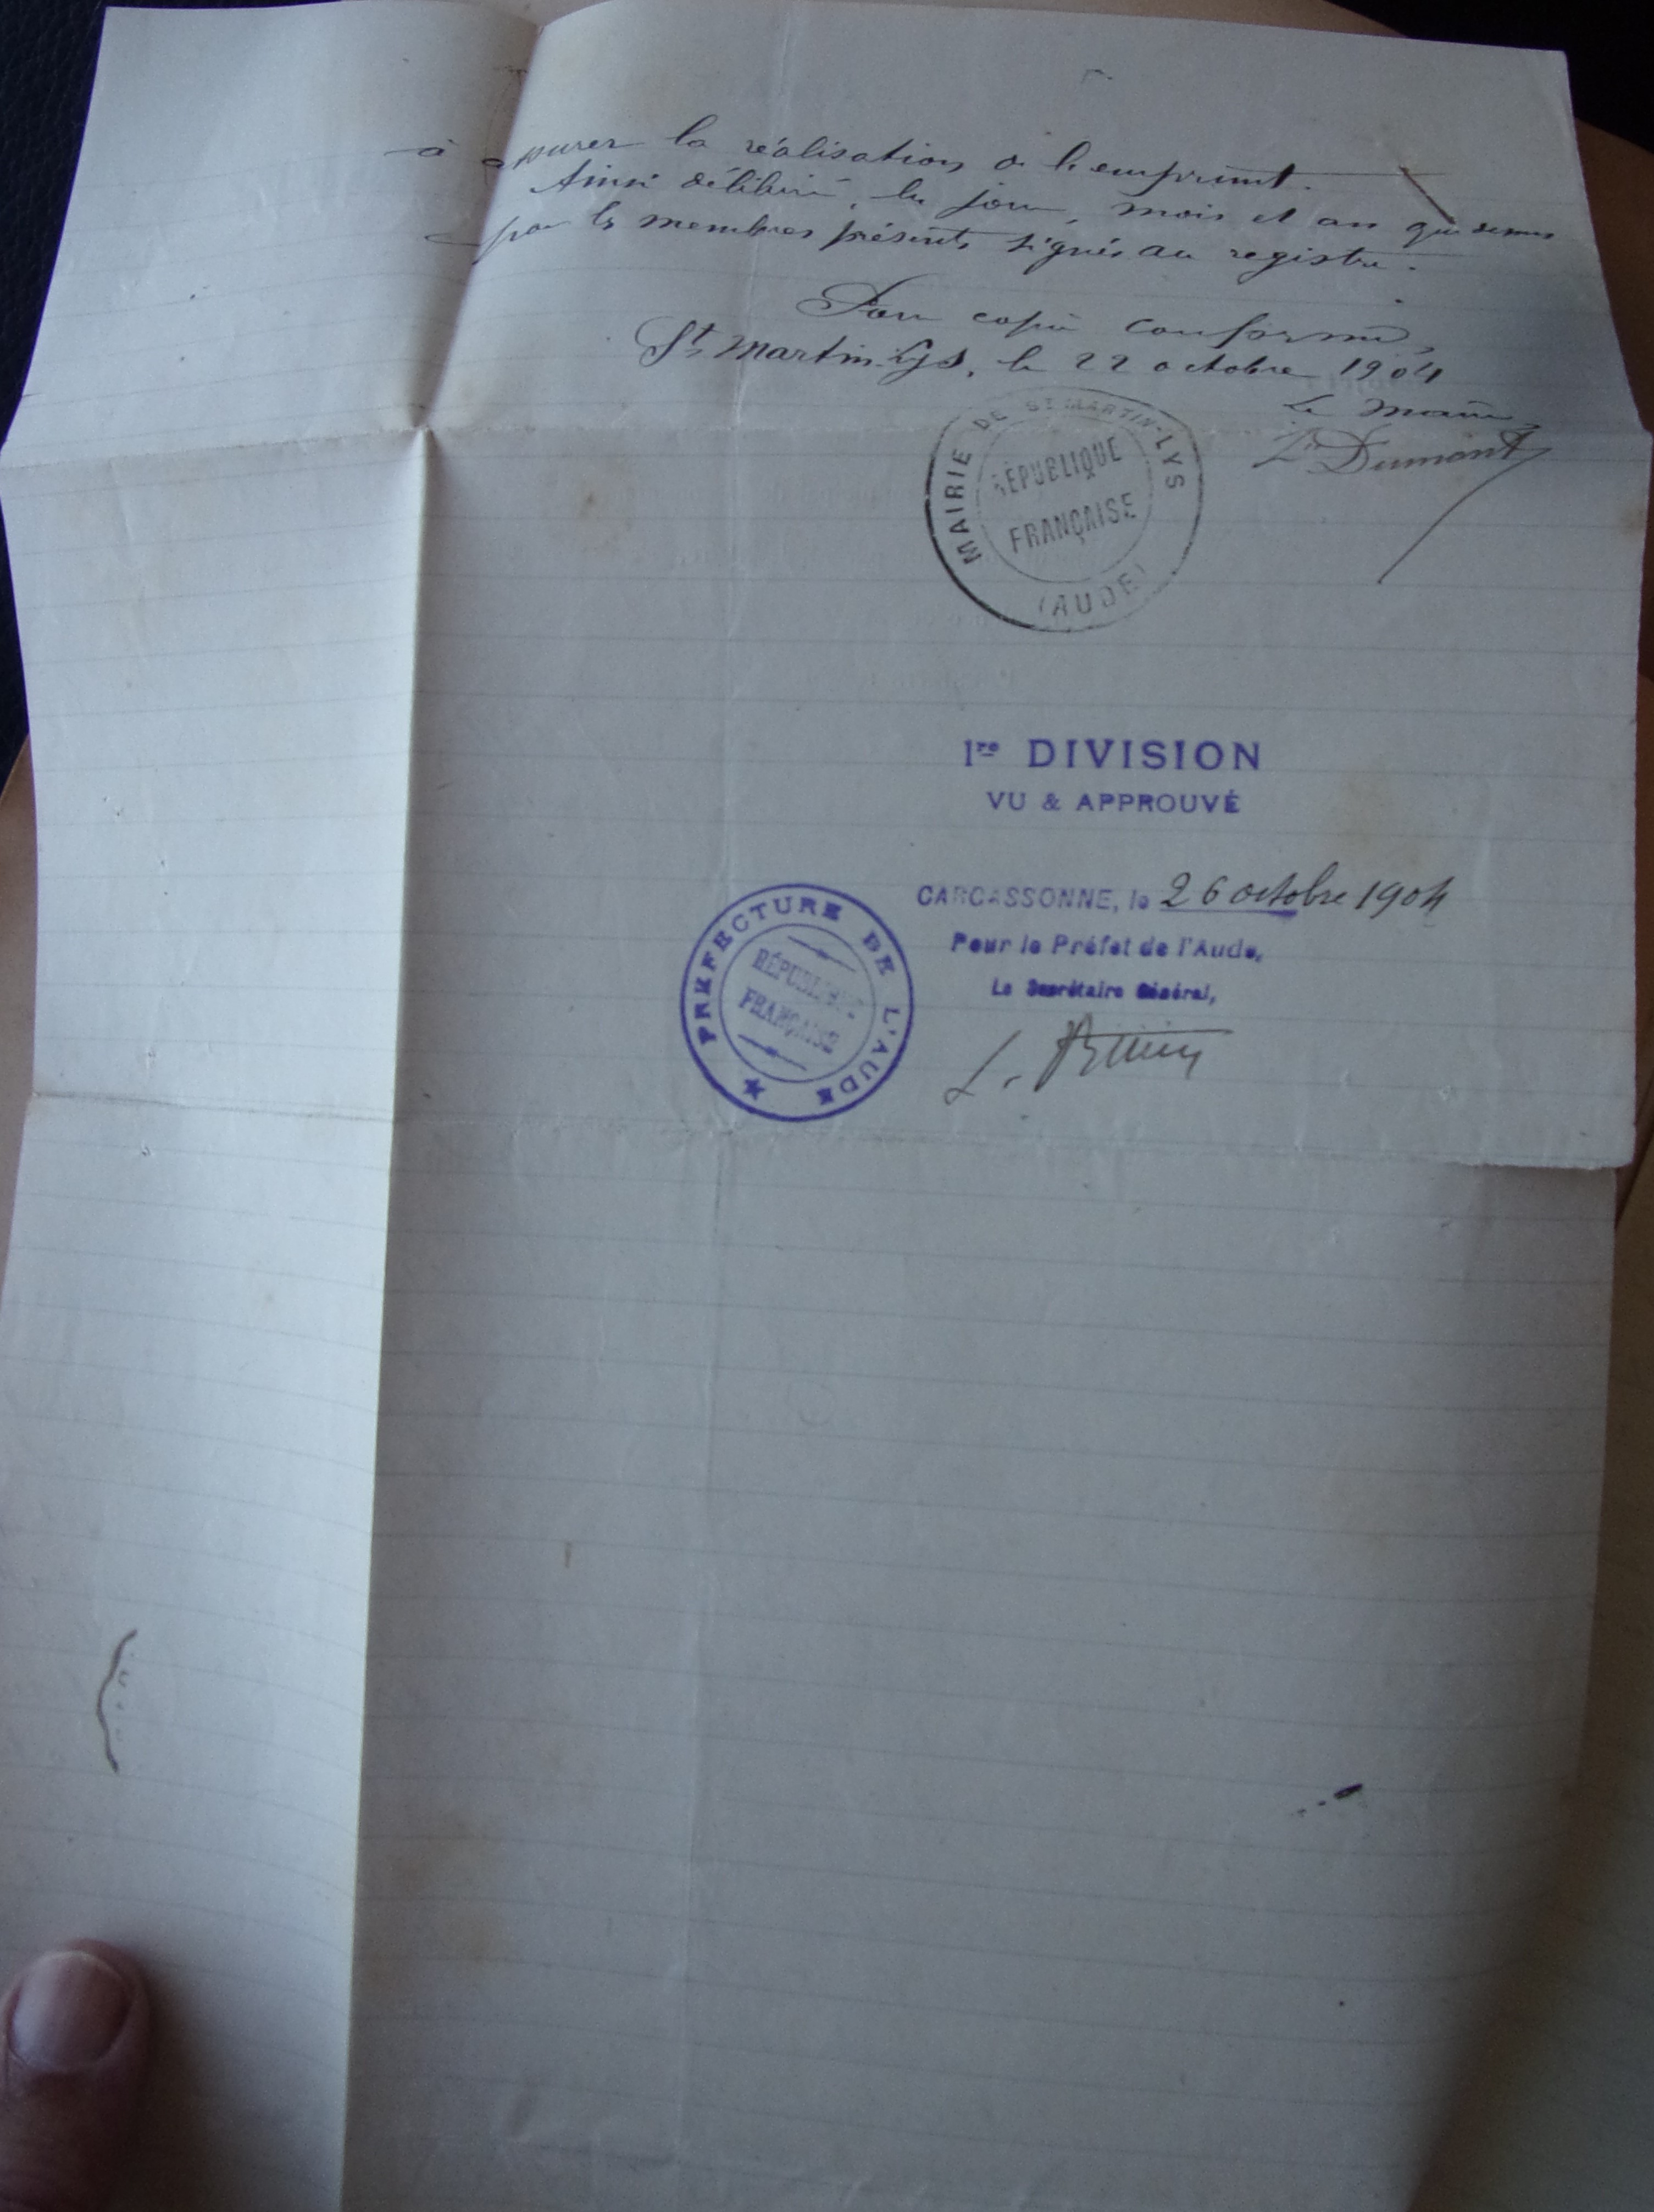 à assurer la réalisation de l'emprunt.
Ainsi délibéré, les jour, mois et an que dessus
par les membres présents signés au registre.
Pour copie conforme,
St Martin-Lys, le 22 octobre 1904
Le Maire,
Dumont
MAIRIE DE ST MARTIN-LYS
RÉPUBLIQUE
FRANÇAISE
(AUDE)
1re DIVISION
VU & APPROUVÉ
CARCASSONNE, le 26 octobre 1904
Pour le Préfet de l'Aude,
Le Secrétaire Général,
L.
PRÉFECTURE DE L'AUDE
RÉPUBLIQUE
FRANÇAISE